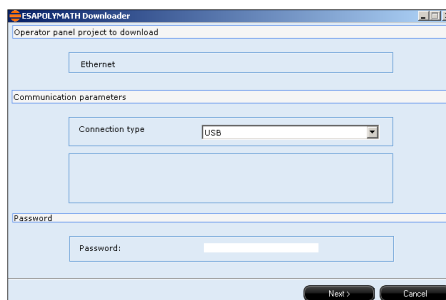 ESAPOLYMATH Downloader
Operator panel project to download
Ethernet
Communication parameters
Connection type
USB
Password
Password:
Next >
Cancel